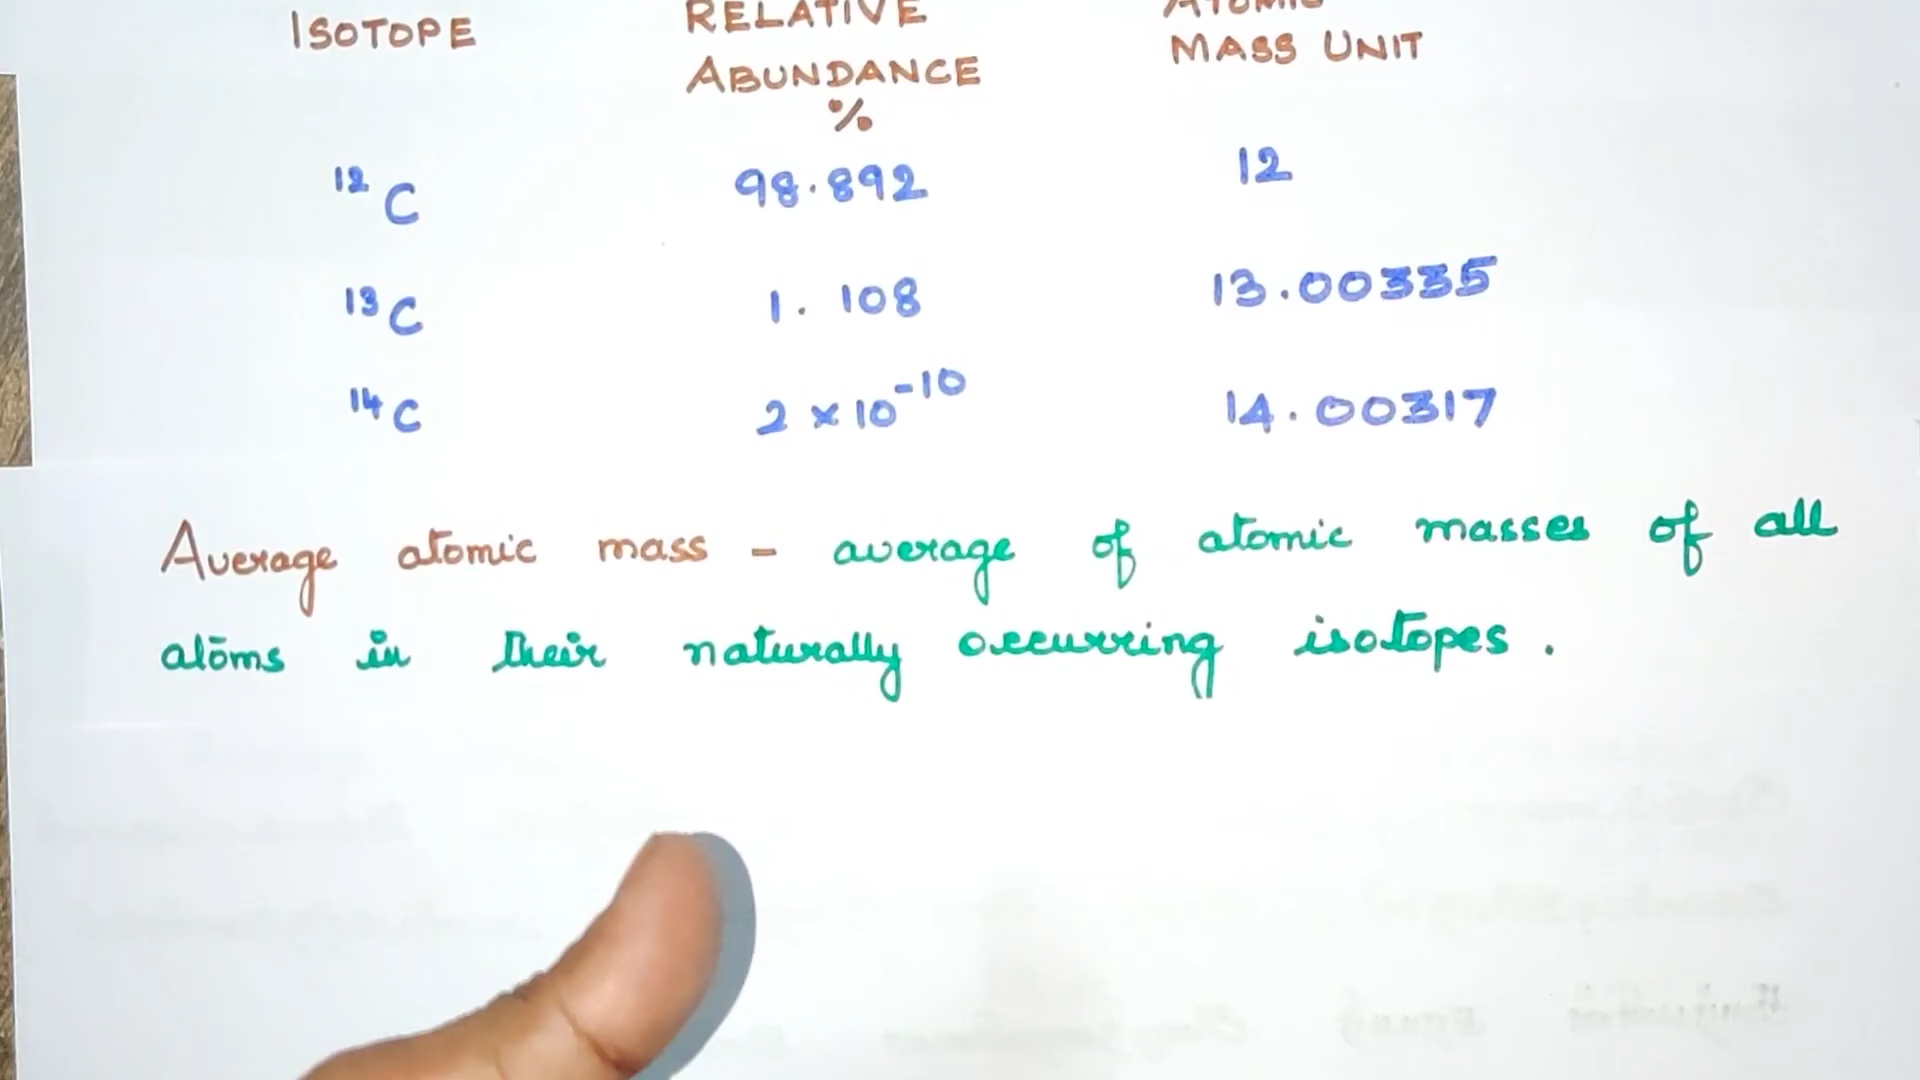 ISOTOPE RELATIVE ATOMIC
ABUNDANCE MASS UNIT
%
¹²C 98.892 12
¹³C 1.108 13.00335
¹⁴C 2 × 10⁻¹⁰ 14.00317
Average atomic mass - average of atomic masses of all
atoms in their naturally occurring isotopes.